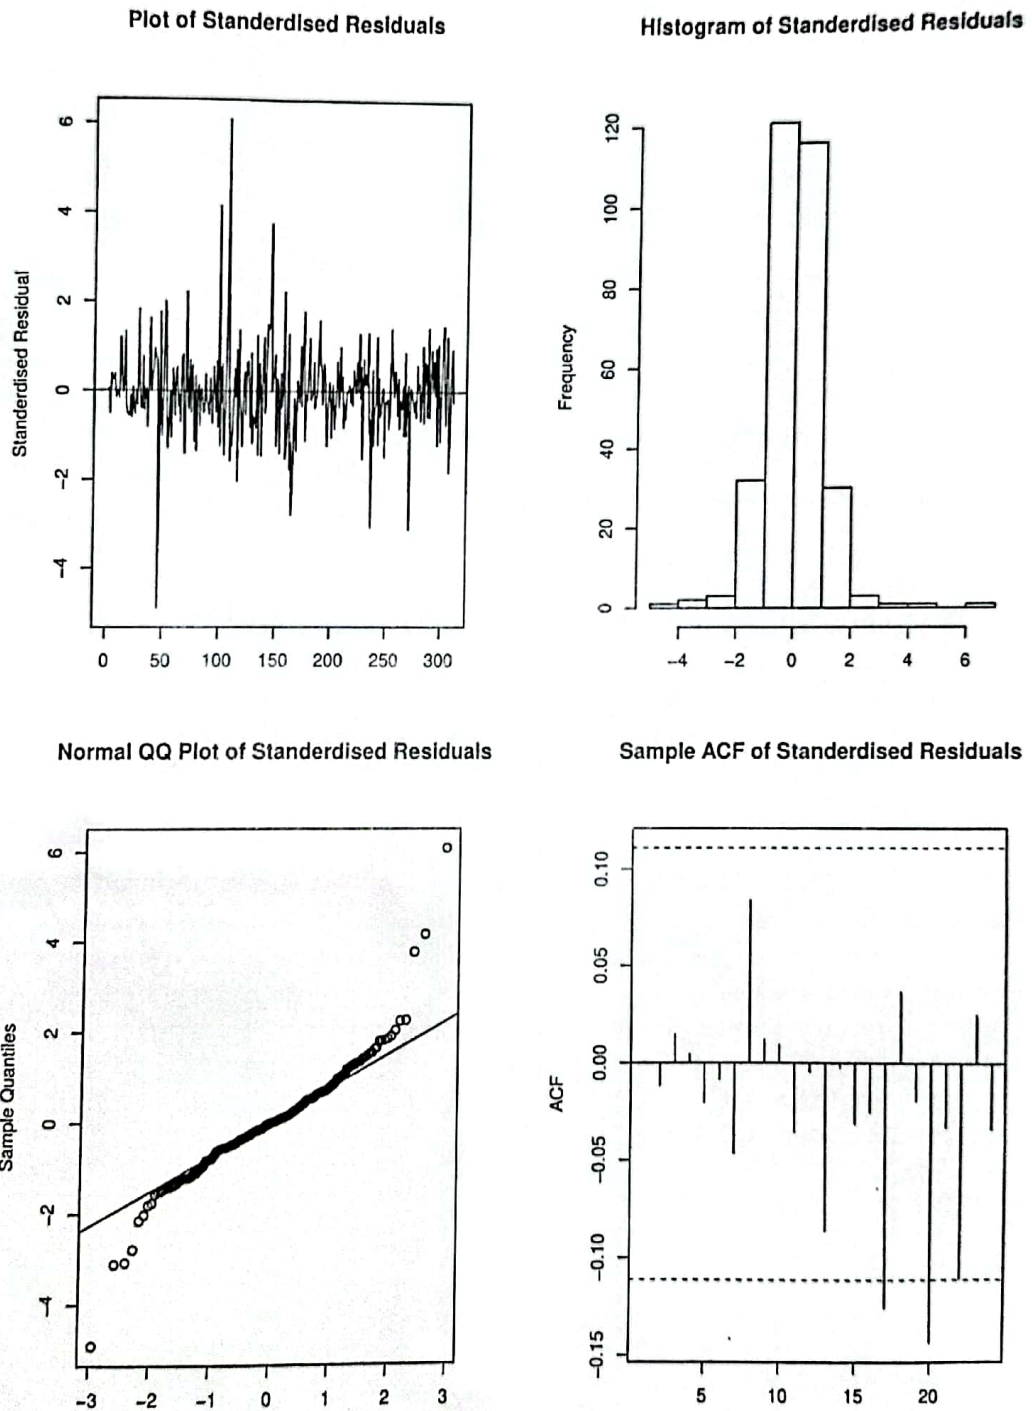 Plot of Standerdised Residuals
Histogram of Standerdised Residuals
Standerdised Residual
6
4
2
0
−2
−4
0 50 100 150 200 250 300
Frequency
120
100
80
60
40
20
0
−4 −2 0 2 4 6
Normal QQ Plot of Standerdised Residuals
Sample ACF of Standerdised Residuals
Sample Quantiles
6
4
2
0
−2
−4
−3 −2 −1 0 1 2 3
ACF
0.10
0.05
0.00
−0.05
−0.10
−0.15
5 10 15 20